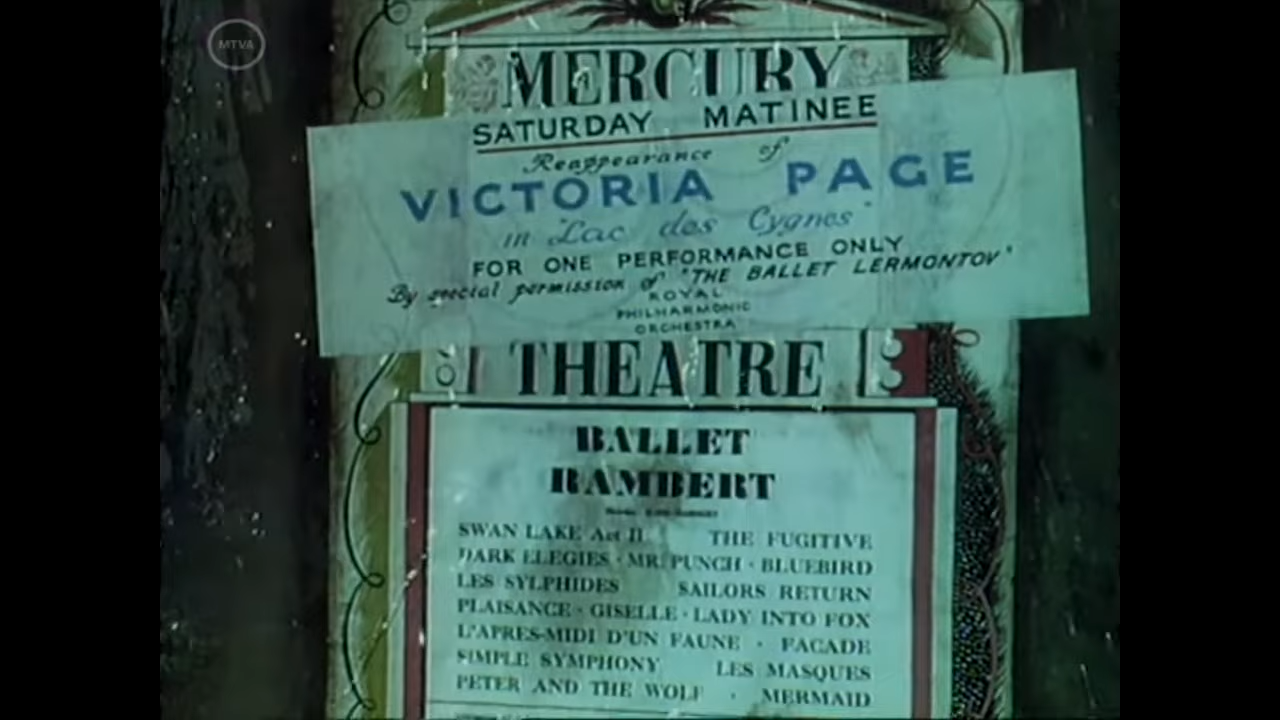 MTVA
MERCURY
SATURDAY MATINEE
Reappearance of
VICTORIA PAGE
in "Lac des Cygnes"
FOR ONE PERFORMANCE ONLY
By special permission of "THE BALLET LERMONTOV"
ROYAL
PHILHARMONIC
ORCHESTRA
THEATRE
BALLET
RAMBERT
SWAN LAKE Act II THE FUGITIVE
DARK ELEGIES · MR. PUNCH · BLUEBIRD
LES SYLPHIDES SAILORS RETURN
PLAISANCE · GISELLE · LADY INTO FOX
L'APRES-MIDI D'UN FAUNE · FACADE
SIMPLE SYMPHONY LES MASQUES
PETER AND THE WOLF · MERMAID